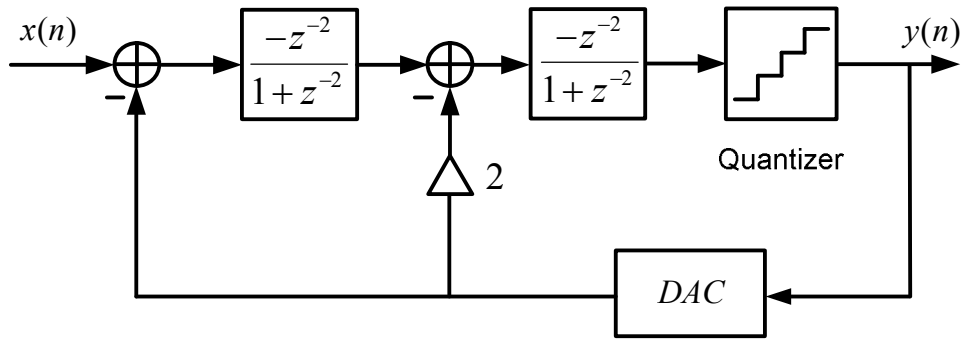 x(n)
−
−z⁻²
1 + z⁻²
−
−z⁻²
1 + z⁻²
y(n)
Quantizer
2
DAC